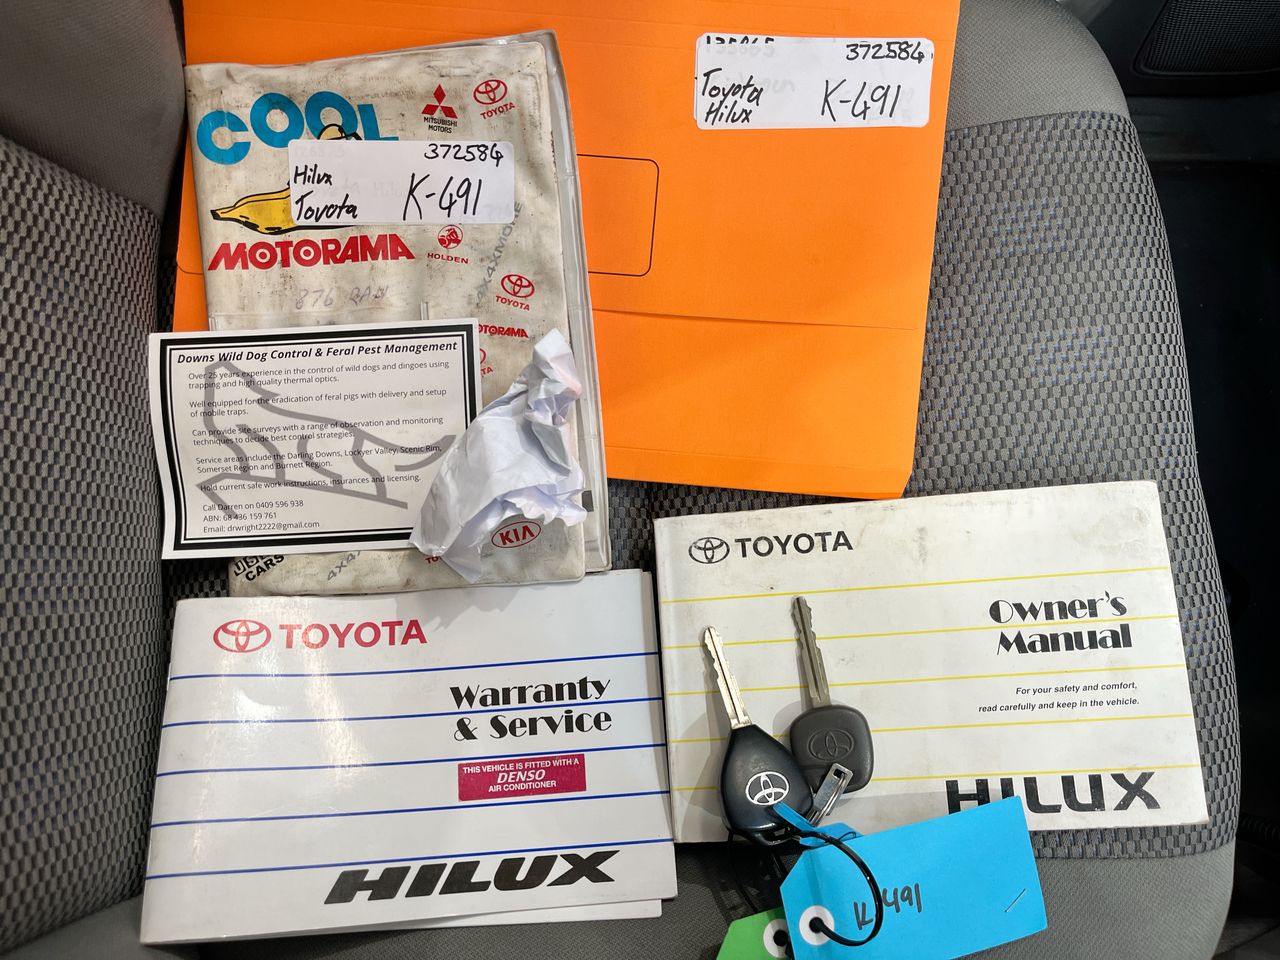 372584
Toyota
Hilux
K-491
COOL
MITSUBISHI
MOTORS
TOYOTA
372584
Hilux
Toyota
K-491
MOTORAMA
HOLDEN
4X4XMORE
TOYOTA
876 RAW
MOTORAMA
Downs Wild Dog Control & Feral Pest Management
Over 25 years experience in the control of wild dogs and dingoes using
trapping and high quality thermal optics.
Well equipped for the eradication of feral pigs with delivery and setup
of mobile traps.
Can provide site surveys with a range of observation and monitoring
techniques to decide best control strategies.
Service areas include the Darling Downs, Lockyer Valley, Scenic Rim,
Somerset Region and Burnett Region.
Hold current safe work instructions, insurances and licensing.
Call Darren on 0409 596 938
ABN: 68 436 159 761
Email: drwright2222@gmail.com
KIA
CARS
TOYOTA
Warranty
& Service
THIS VEHICLE IS FITTED WITH A
DENSO
AIR CONDITIONER
HILUX
TOYOTA
Owner's
Manual
For your safety and comfort,
read carefully and keep in the vehicle.
HILUX
K-491